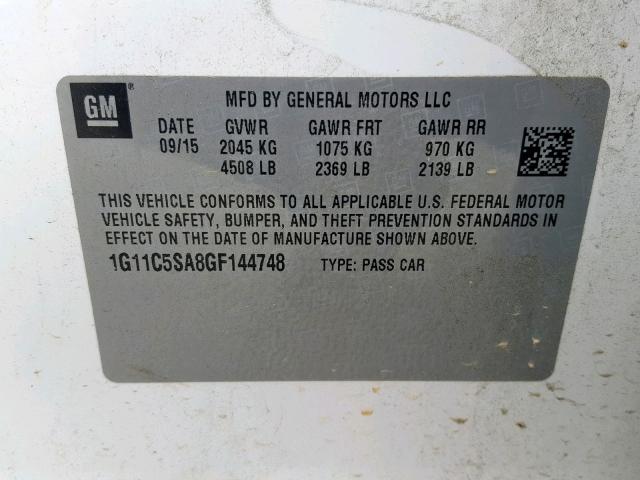 GM ®
MFD BY GENERAL MOTORS LLC
DATE GVWR GAWR FRT GAWR RR
09/15 2045 KG 1075 KG 970 KG
4508 LB 2369 LB 2139 LB
THIS VEHICLE CONFORMS TO ALL APPLICABLE U.S. FEDERAL MOTOR
VEHICLE SAFETY, BUMPER, AND THEFT PREVENTION STANDARDS IN
EFFECT ON THE DATE OF MANUFACTURE SHOWN ABOVE.
1G11C5SA8GF144748 TYPE: PASS CAR